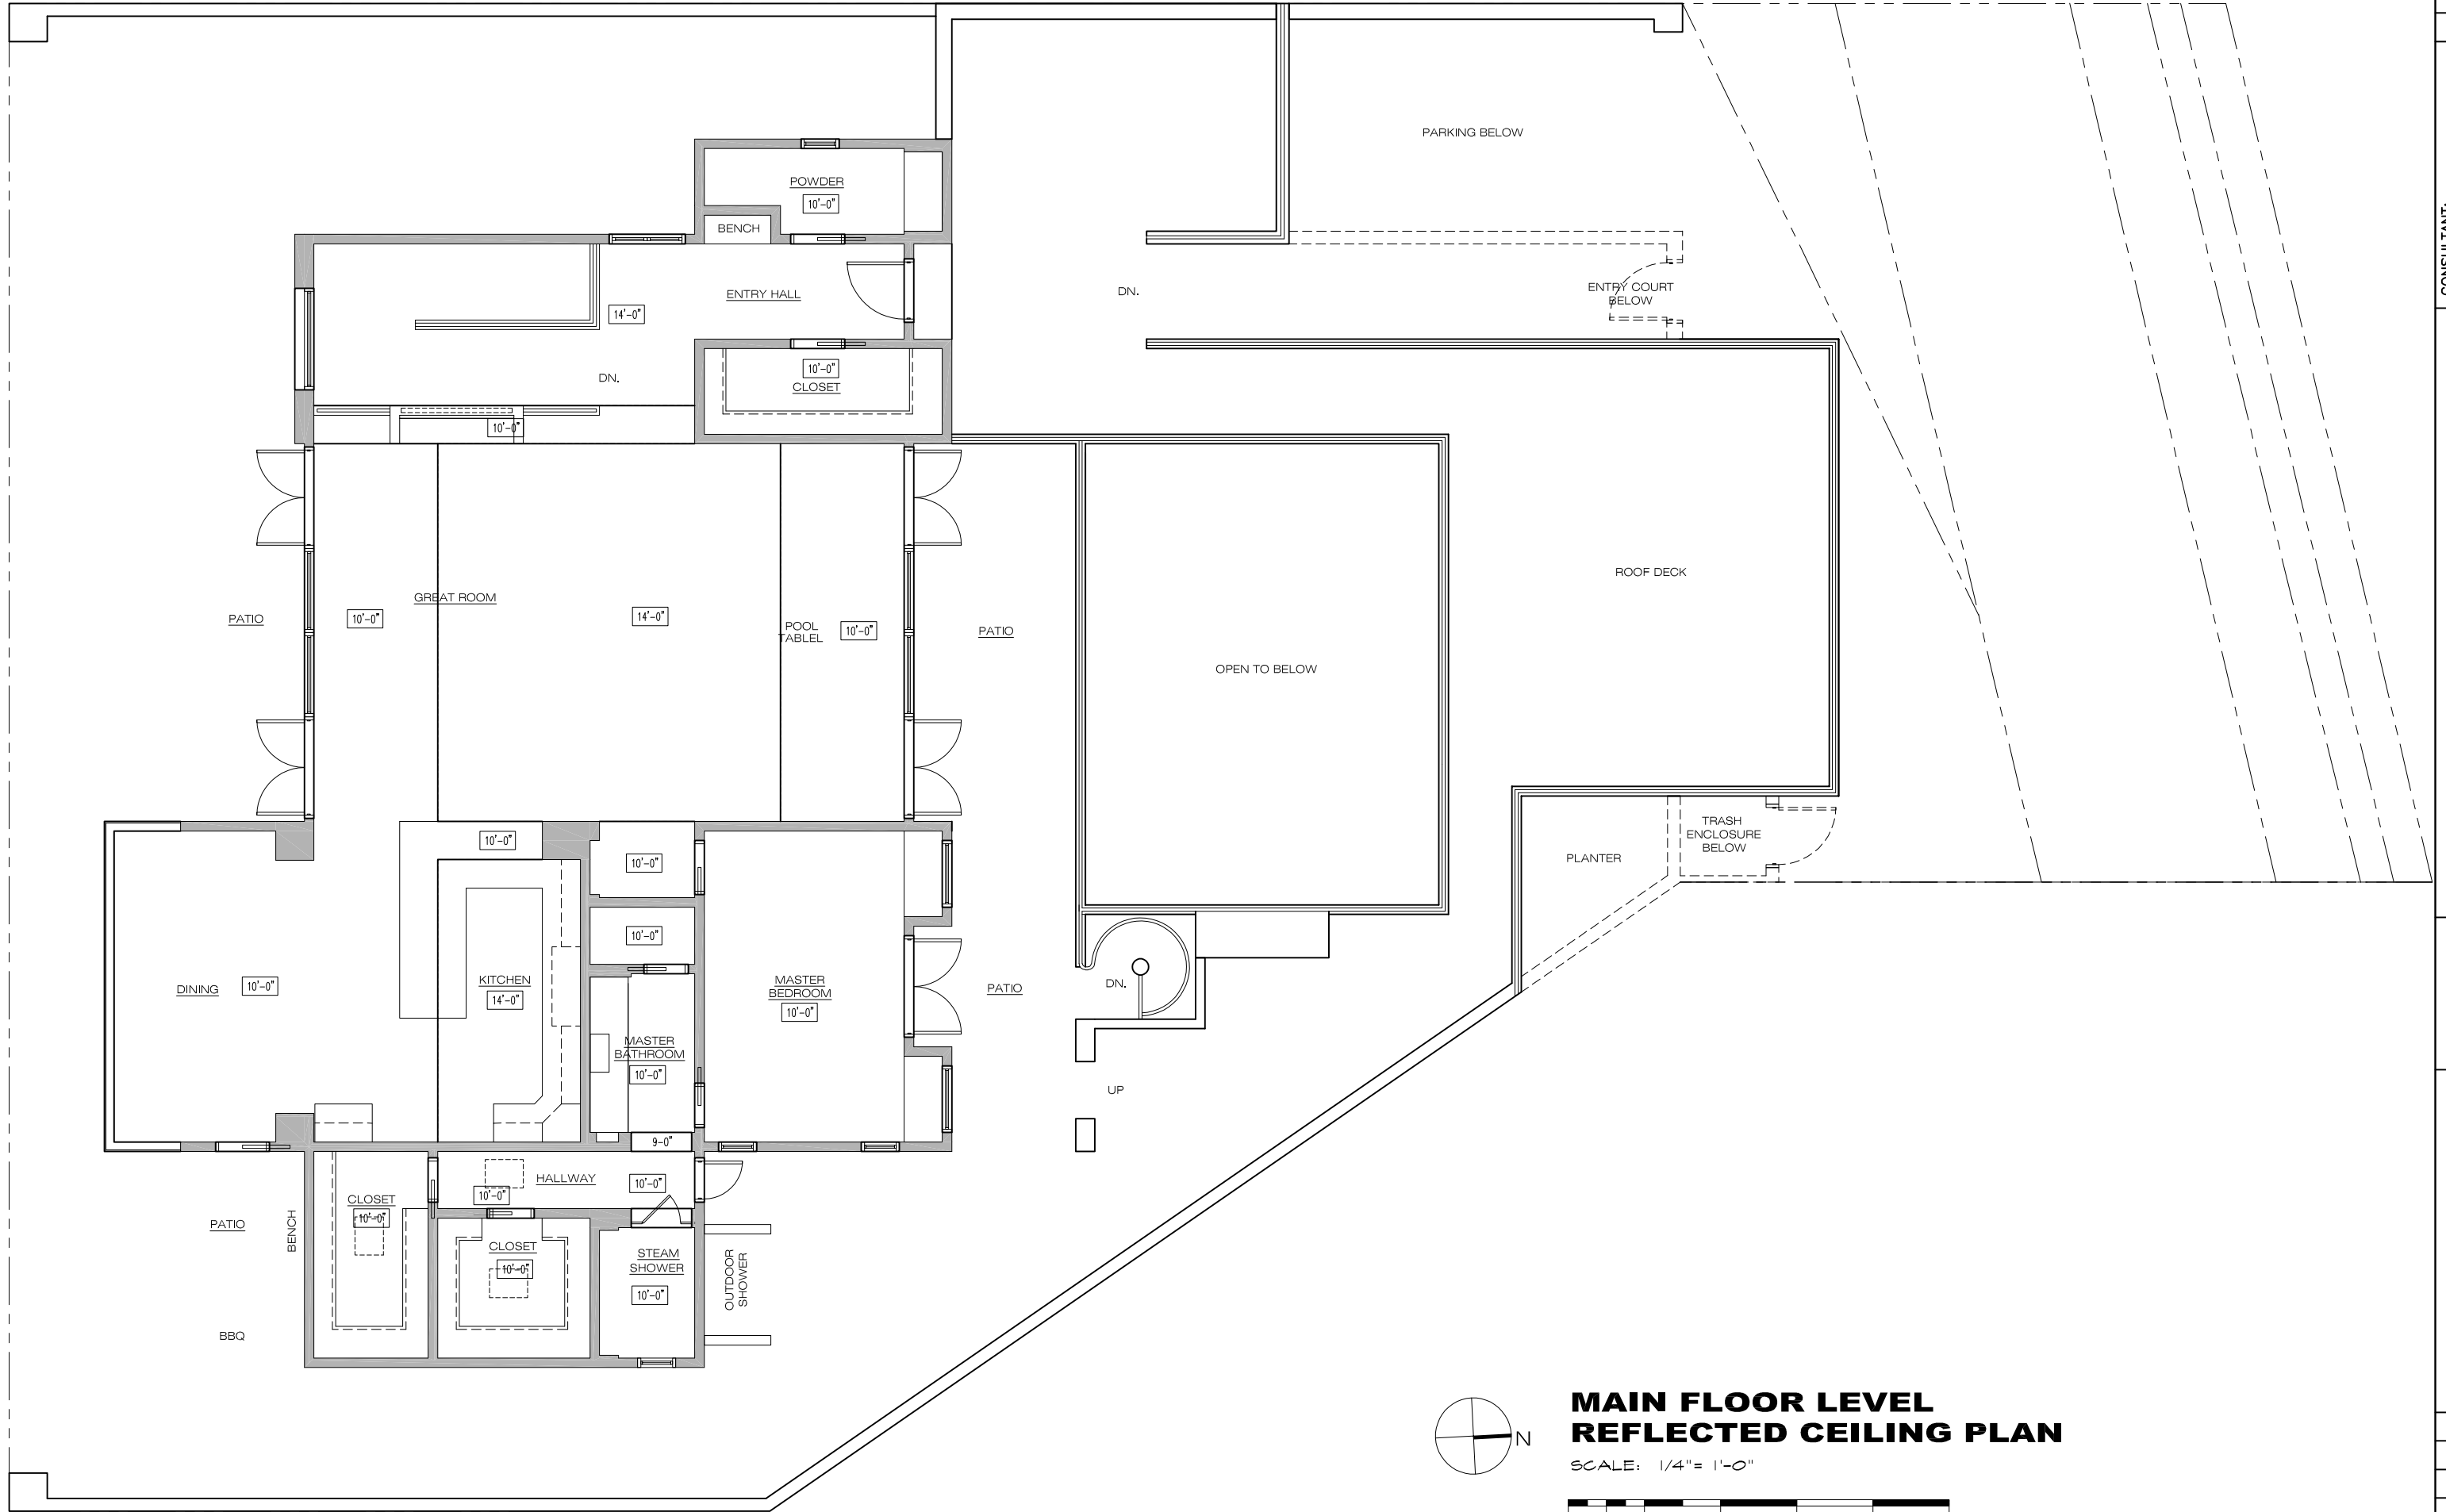 PARKING BELOW
CONSULTANT:
POWDER
10'-0"
BENCH
ENTRY HALL
14'-0"
DN.
ENTRY COURT
BELOW
10'-0"
CLOSET
DN.
10'-0"
GREAT ROOM
PATIO
10'-0"
14'-0"
POOL
TABLEL
10'-0"
PATIO
ROOF DECK
OPEN TO BELOW
10'-0"
10'-0"
10'-0"
TRASH
ENCLOSURE
BELOW
PLANTER
DINING
10'-0"
KITCHEN
14'-0"
MASTER
BEDROOM
10'-0"
PATIO
DN.
MASTER
BATHROOM
10'-0"
UP
9-0"
HALLWAY
10'-0"
10'-0"
CLOSET
10'-0"
PATIO
BENCH
CLOSET
10'-0"
STEAM
SHOWER
10'-0"
OUTDOOR
SHOWER
BBQ
N
MAIN FLOOR LEVEL
REFLECTED CEILING PLAN
SCALE: 1/4"= 1'-0"